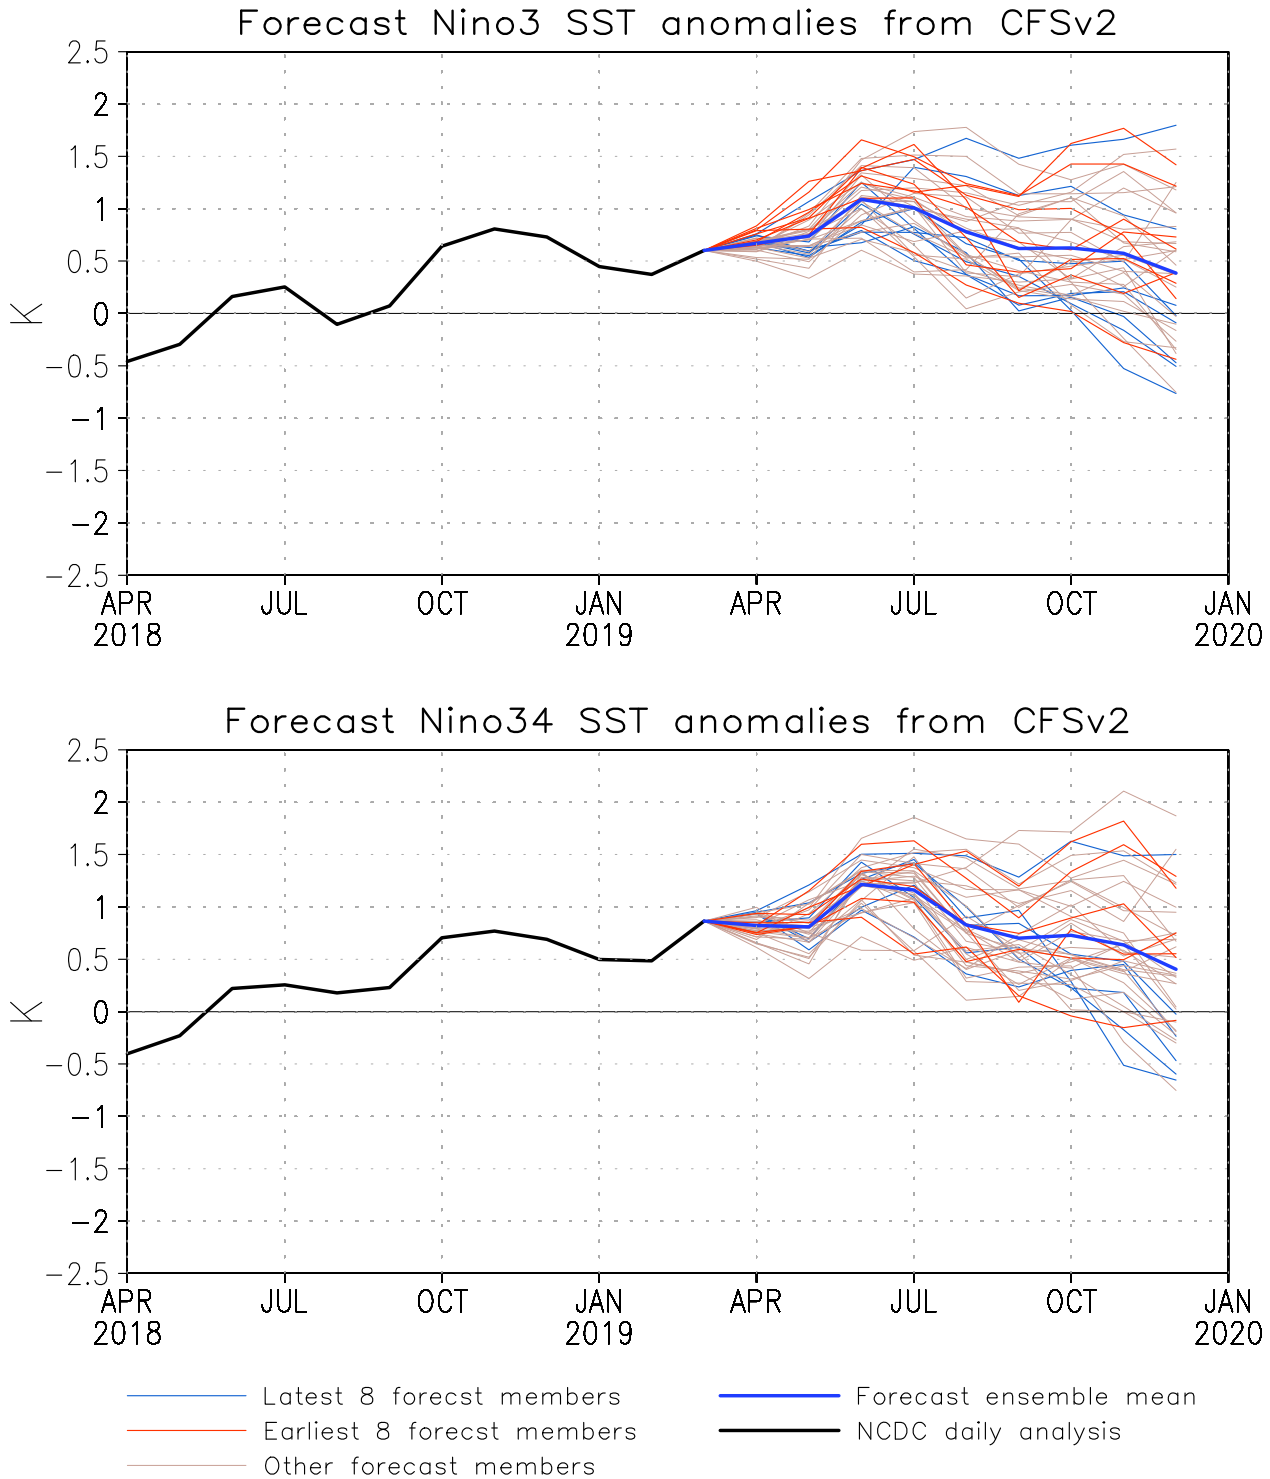 Forecast Nino3 SST anomalies from CFSv2
2.5
2
1.5
1
0.5
0
−0.5
−1
−1.5
−2
−2.5
K
APR JUL OCT JAN APR JUL OCT JAN
2018 2019 2020
Forecast Nino34 SST anomalies from CFSv2
2.5
2
1.5
1
0.5
0
−0.5
−1
−1.5
−2
−2.5
K
APR JUL OCT JAN APR JUL OCT JAN
2018 2019 2020
Latest 8 forecst members Forecast ensemble mean
Earliest 8 forecst members NCDC daily analysis
Other forecast members